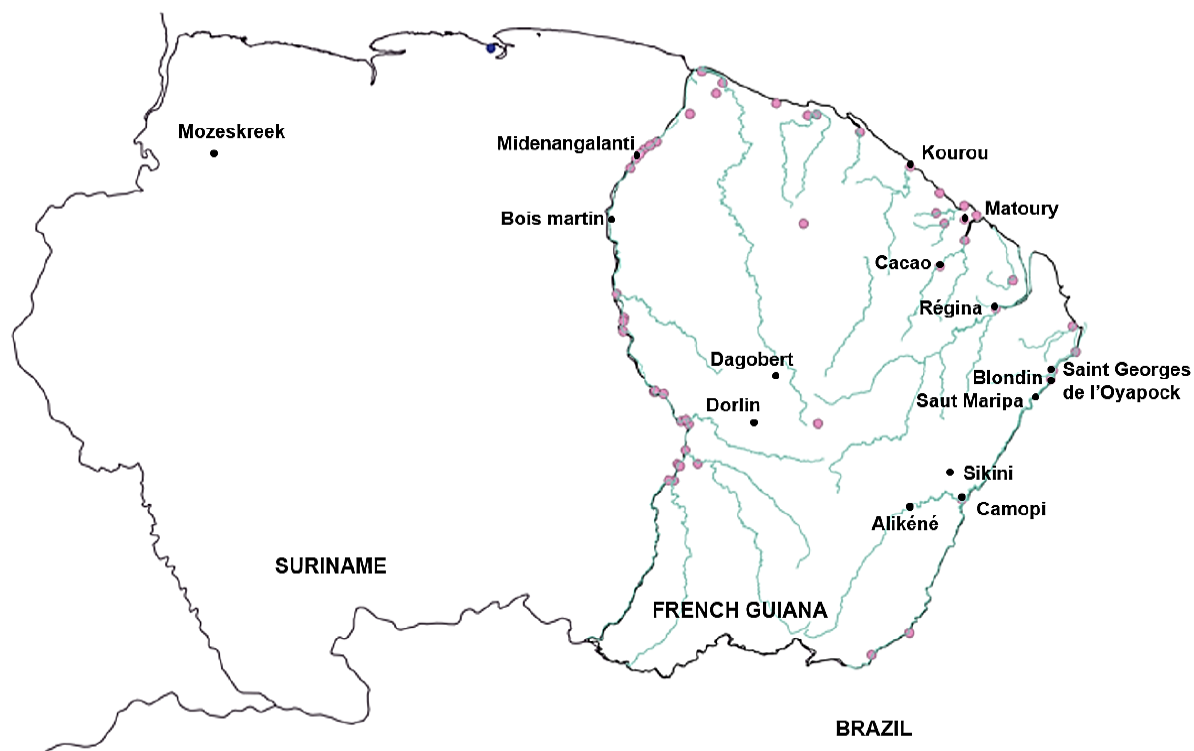 Mozeskreek
Midenangalanti
Kourou
Bois martin
Matoury
Cacao
Régina
Dagobert
Blondin
Saint Georges
de l'Oyapock
Saut Maripa
Dorlin
Sikini
Camopi
Alikéné
SURINAME
FRENCH GUIANA
BRAZIL